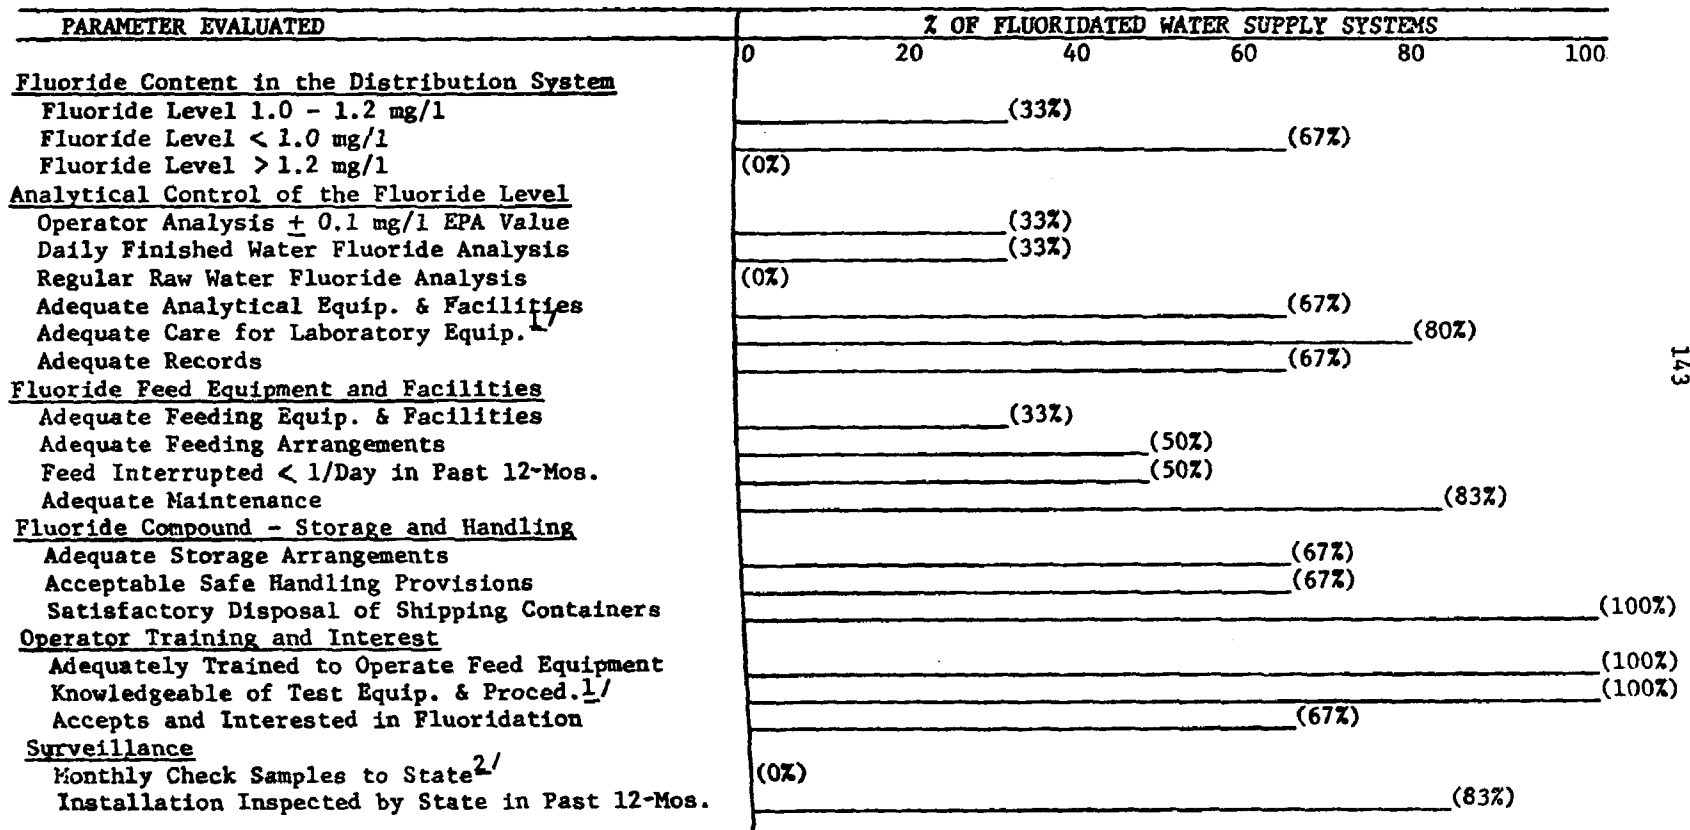 PARAMETER EVALUATED % OF FLUORIDATED WATER SUPPLY SYSTEMS
0 20 40 60 80 100
Fluoride Content in the Distribution System
Fluoride Level 1.0 - 1.2 mg/l (33%)
Fluoride Level < 1.0 mg/l (67%)
Fluoride Level > 1.2 mg/l (0%)
Analytical Control of the Fluoride Level
Operator Analysis ± 0.1 mg/l EPA Value (33%)
Daily Finished Water Fluoride Analysis (33%)
Regular Raw Water Fluoride Analysis (0%)
Adequate Analytical Equip. & Facilities (67%)
Adequate Care for Laboratory Equip.1/ (80%)
Adequate Records (67%)
Fluoride Feed Equipment and Facilities
Adequate Feeding Equip. & Facilities (33%)
Adequate Feeding Arrangements (50%)
Feed Interrupted < 1/Day in Past 12-Mos. (50%)
Adequate Maintenance (83%)
Fluoride Compound - Storage and Handling
Adequate Storage Arrangements (67%)
Acceptable Safe Handling Provisions (67%)
Satisfactory Disposal of Shipping Containers (100%)
Operator Training and Interest
Adequately Trained to Operate Feed Equipment (100%)
Knowledgeable of Test Equip. & Proced.1/ (100%)
Accepts and Interested in Fluoridation (67%)
Surveillance
Monthly Check Samples to State2/ (0%)
Installation Inspected by State in Past 12-Mos. (83%)
143